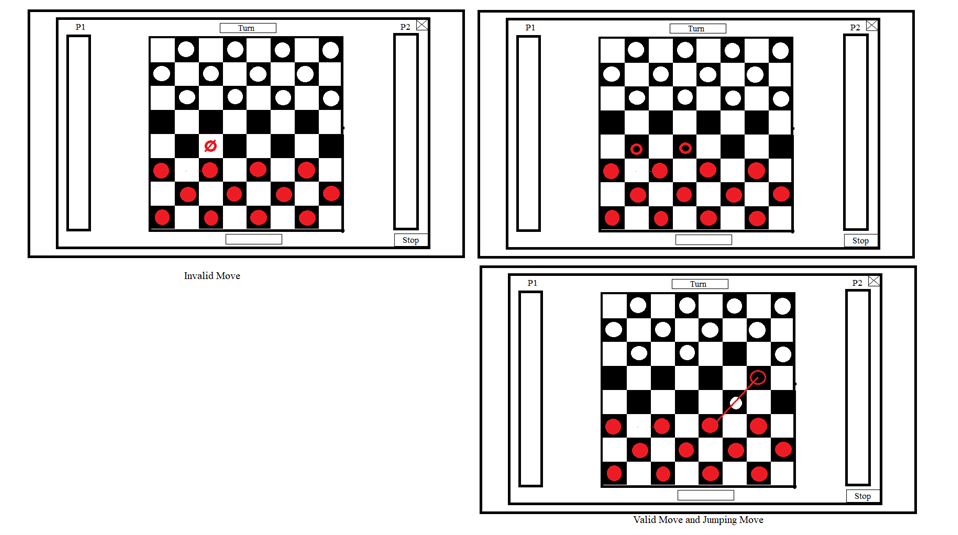 P1
Turn
P2
Stop
Invalid Move
P1
Turn
P2
Stop
P1
Turn
P2
Stop
Valid Move and Jumping Move